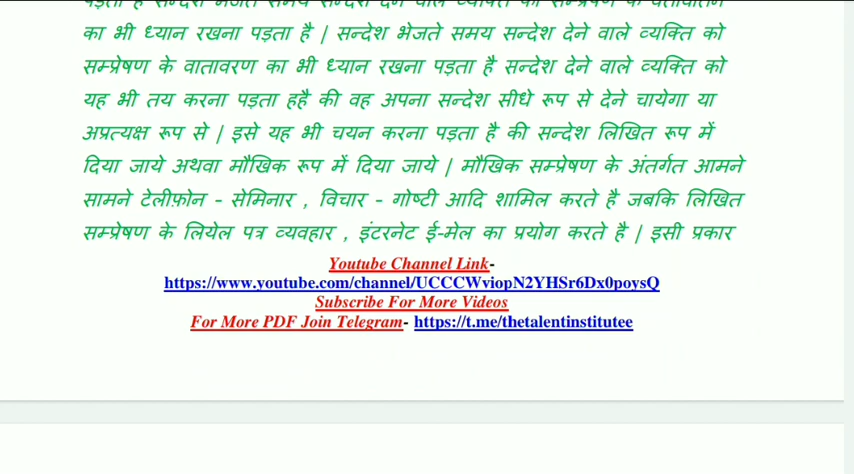 का भी ध्यान रखना पड़ता है | सन्देश भेजते समय सन्देश देने वाले व्यक्ति को
सम्प्रेषण के वातावरण का भी ध्यान रखना पड़ता है सन्देश देने वाले व्यक्ति को
यह भी तय करना पड़ता हहै की वह अपना सन्देश सीधे रूप से देने चायेगा या
अप्रत्यक्ष रूप से | इसे यह भी चयन करना पड़ता है की सन्देश लिखित रूप में
दिया जाये अथवा मौखिक रूप में दिया जाये | मौखिक सम्प्रेषण के अंतर्गत आमने
सामने टेलीफ़ोन - सेमिनार , विचार - गोष्टी आदि शामिल करते है जबकि लिखित
सम्प्रेषण के लियेल पत्र व्यवहार , इंटरनेट ई-मेल का प्रयोग करते है | इसी प्रकार
Youtube Channel Link-
https://www.youtube.com/channel/UCCCWviopN2YHSr6Dx0poysQ
Subscribe For More Videos
For More PDF Join Telegram- https://t.me/thetalentinstitutee